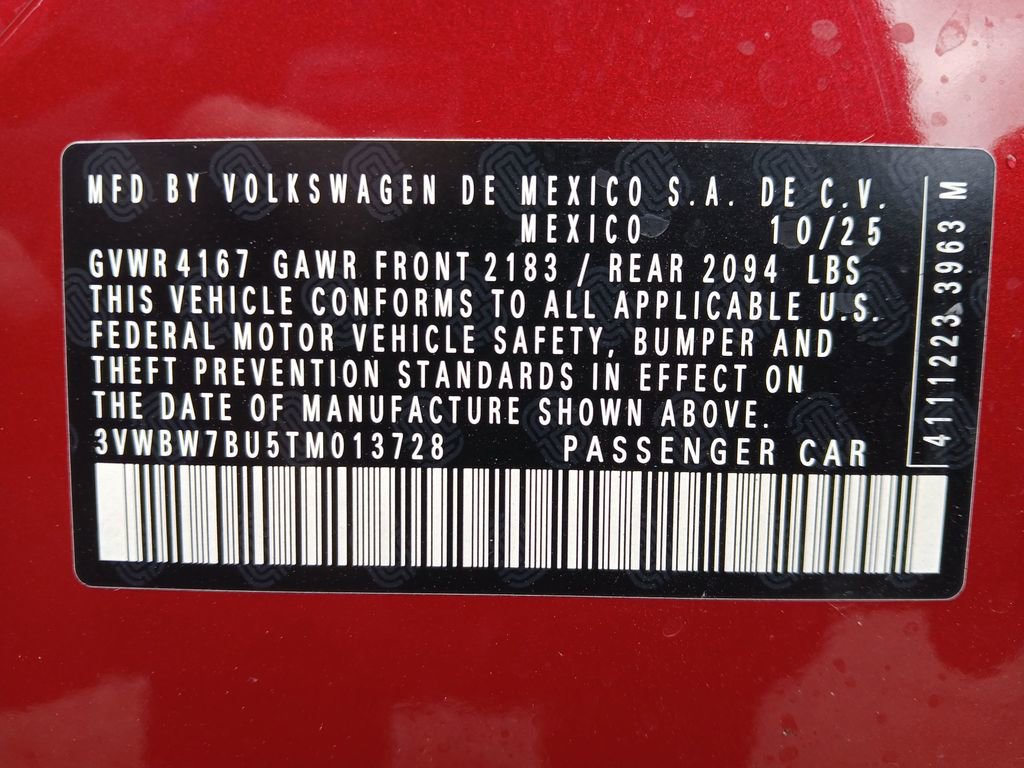 MFD BY VOLKSWAGEN DE MEXICO S.A. DE C.V.
MEXICO 10/25
GVWR 4167 GAWR FRONT 2183 / REAR 2094 LBS
THIS VEHICLE CONFORMS TO ALL APPLICABLE U.S.
FEDERAL MOTOR VEHICLE SAFETY, BUMPER AND
THEFT PREVENTION STANDARDS IN EFFECT ON
THE DATE OF MANUFACTURE SHOWN ABOVE.
3VWBW7BU5TM013728 PASSENGER CAR
4111223 3963 M